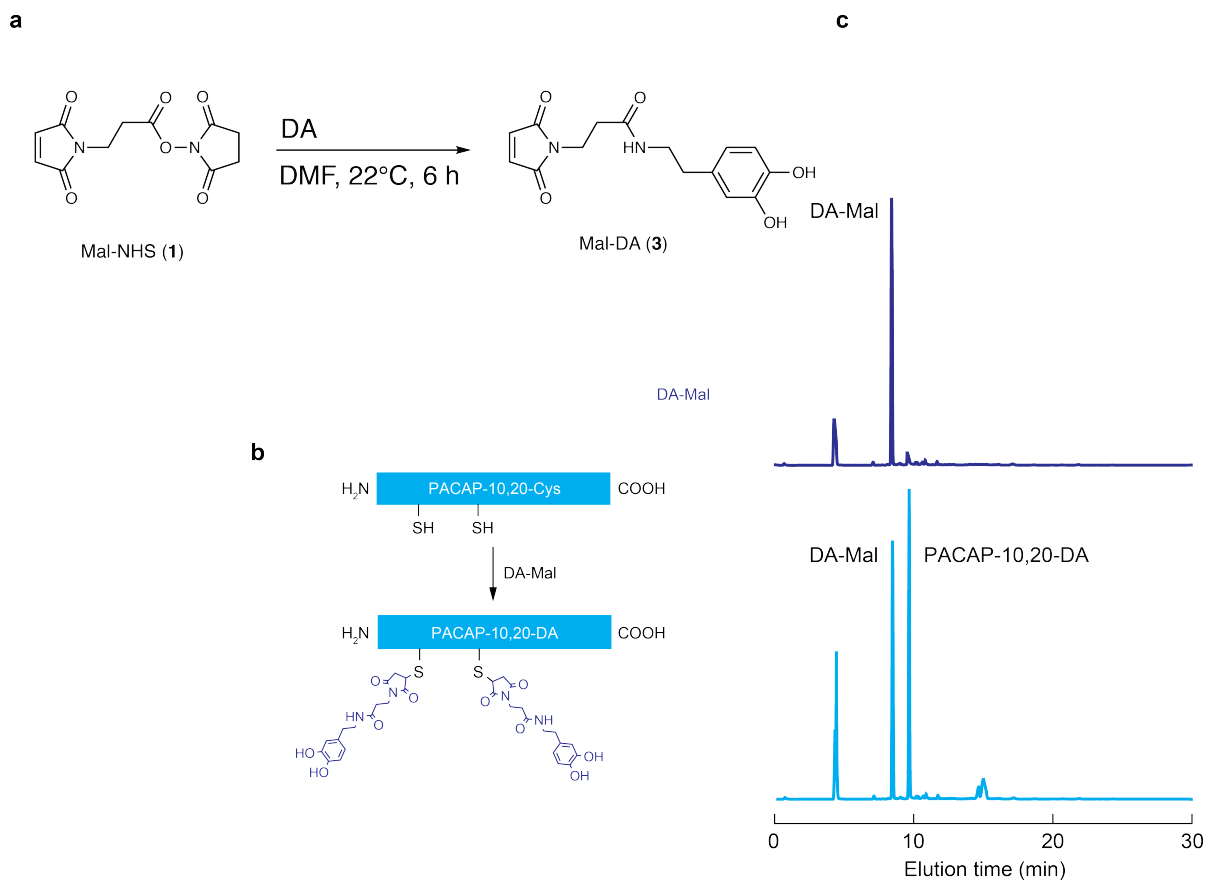 a
O
O
N
O
O
O
N
O
O
Mal-NHS (1)
DA
DMF, 22°C, 6 h
O
O
N
O
HN
OH
OH
Mal-DA (3)
DA-Mal
b
H2N
PACAP-10,20-Cys
COOH
SH
SH
DA-Mal
H2N
PACAP-10,20-DA
COOH
S
S
O
N
O
NH
O
HO
HO
O
O
N
O
NH
OH
OH
c
DA-Mal
DA-Mal
PACAP-10,20-DA
0
10
20
30
Elution time (min)